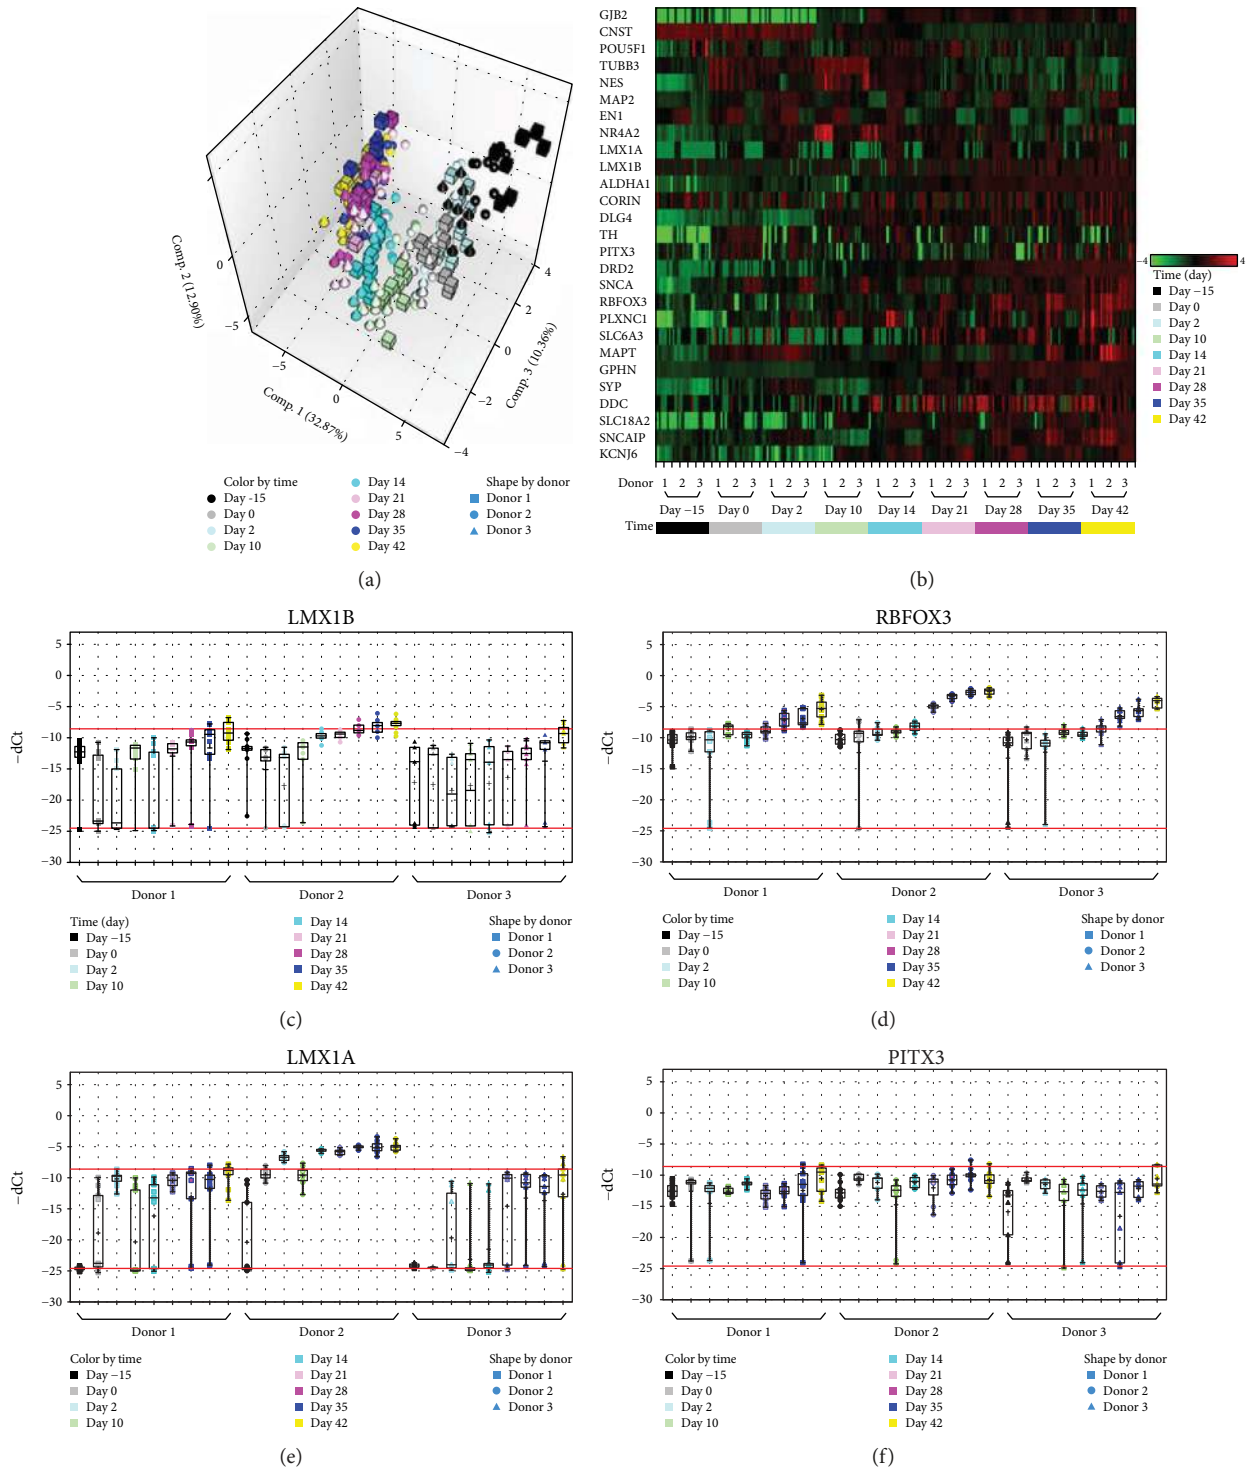 Comp. 2 (12.90%)
0
−5
−5
0
5
Comp. 1 (32.87%)
−4
−2
0
2
4
Comp. 3 (10.36%)
Color by time
Day -15
Day 0
Day 2
Day 10
Day 14
Day 21
Day 28
Day 35
Day 42
Shape by donor
Donor 1
Donor 2
Donor 3
(a)
GJB2
CNST
POU5F1
TUBB3
NES
MAP2
EN1
NR4A2
LMX1A
LMX1B
ALDHA1
CORIN
DLG4
TH
PITX3
DRD2
SNCA
RBFOX3
PLXNC1
SLC6A3
MAPT
GPHN
SYP
DDC
SLC18A2
SNCAIP
KCNJ6
Donor 1 2 3 1 2 3 1 2 3 1 2 3 1 2 3 1 2 3 1 2 3 1 2 3 1 2 3
Day −15 Day 0 Day 2 Day 10 Day 14 Day 21 Day 28 Day 35 Day 42
Time
−4 4
Time (day)
Day −15
Day 0
Day 2
Day 10
Day 14
Day 21
Day 28
Day 35
Day 42
(b)
LMX1B
−dCt
5
0
−5
−10
−15
−20
−25
−30
Donor 1 Donor 2 Donor 3
Time (day)
Day −15
Day 0
Day 2
Day 10
Day 14
Day 21
Day 28
Day 35
Day 42
Shape by donor
Donor 1
Donor 2
Donor 3
(c)
RBFOX3
−dCt
5
0
−5
−10
−15
−20
−25
−30
Donor 1 Donor 2 Donor 3
Color by time
Day −15
Day 0
Day 2
Day 10
Day 14
Day 21
Day 28
Day 35
Day 42
Shape by donor
Donor 1
Donor 2
Donor 3
(d)
LMX1A
−dCt
5
0
−5
−10
−15
−20
−25
−30
Donor 1 Donor 2 Donor 3
Color by time
Day −15
Day 0
Day 2
Day 10
Day 14
Day 21
Day 28
Day 35
Day 42
Shape by donor
Donor 1
Donor 2
Donor 3
(e)
PITX3
−dCt
5
0
−5
−10
−15
−20
−25
−30
Donor 1 Donor 2 Donor 3
Color by time
Day −15
Day 0
Day 2
Day 10
Day 14
Day 21
Day 28
Day 35
Day 42
Shape by donor
Donor 1
Donor 2
Donor 3
(f)